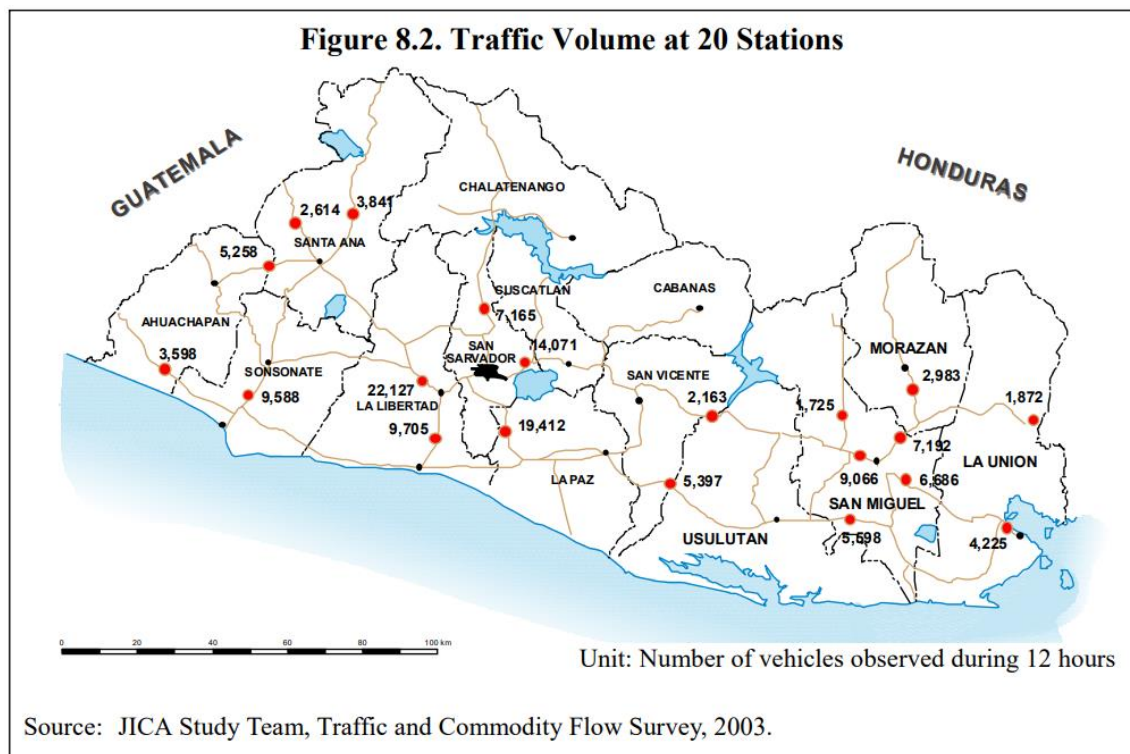 Figure 8.2. Traffic Volume at 20 Stations
GUATEMALA
HONDURAS
CHALATENANGO
2,614
3,841
SANTA ANA
5,258
CABANAS
SUSCATLAN
7,165
AHUACHAPAN
SAN
SARVADOR
14,071
MORAZAN
3,598
SONSONATE
SAN VICENTE
2,983
22,127
9,588
LA LIBERTAD
2,163
1,725
1,872
9,705
19,412
7,192
LA UNION
9,066
6,686
LA PAZ
5,397
SAN MIGUEL
USULUTAN
5,598
4,225
0 20 40 60 80 100 km
Unit: Number of vehicles observed during 12 hours
Source: JICA Study Team, Traffic and Commodity Flow Survey, 2003.